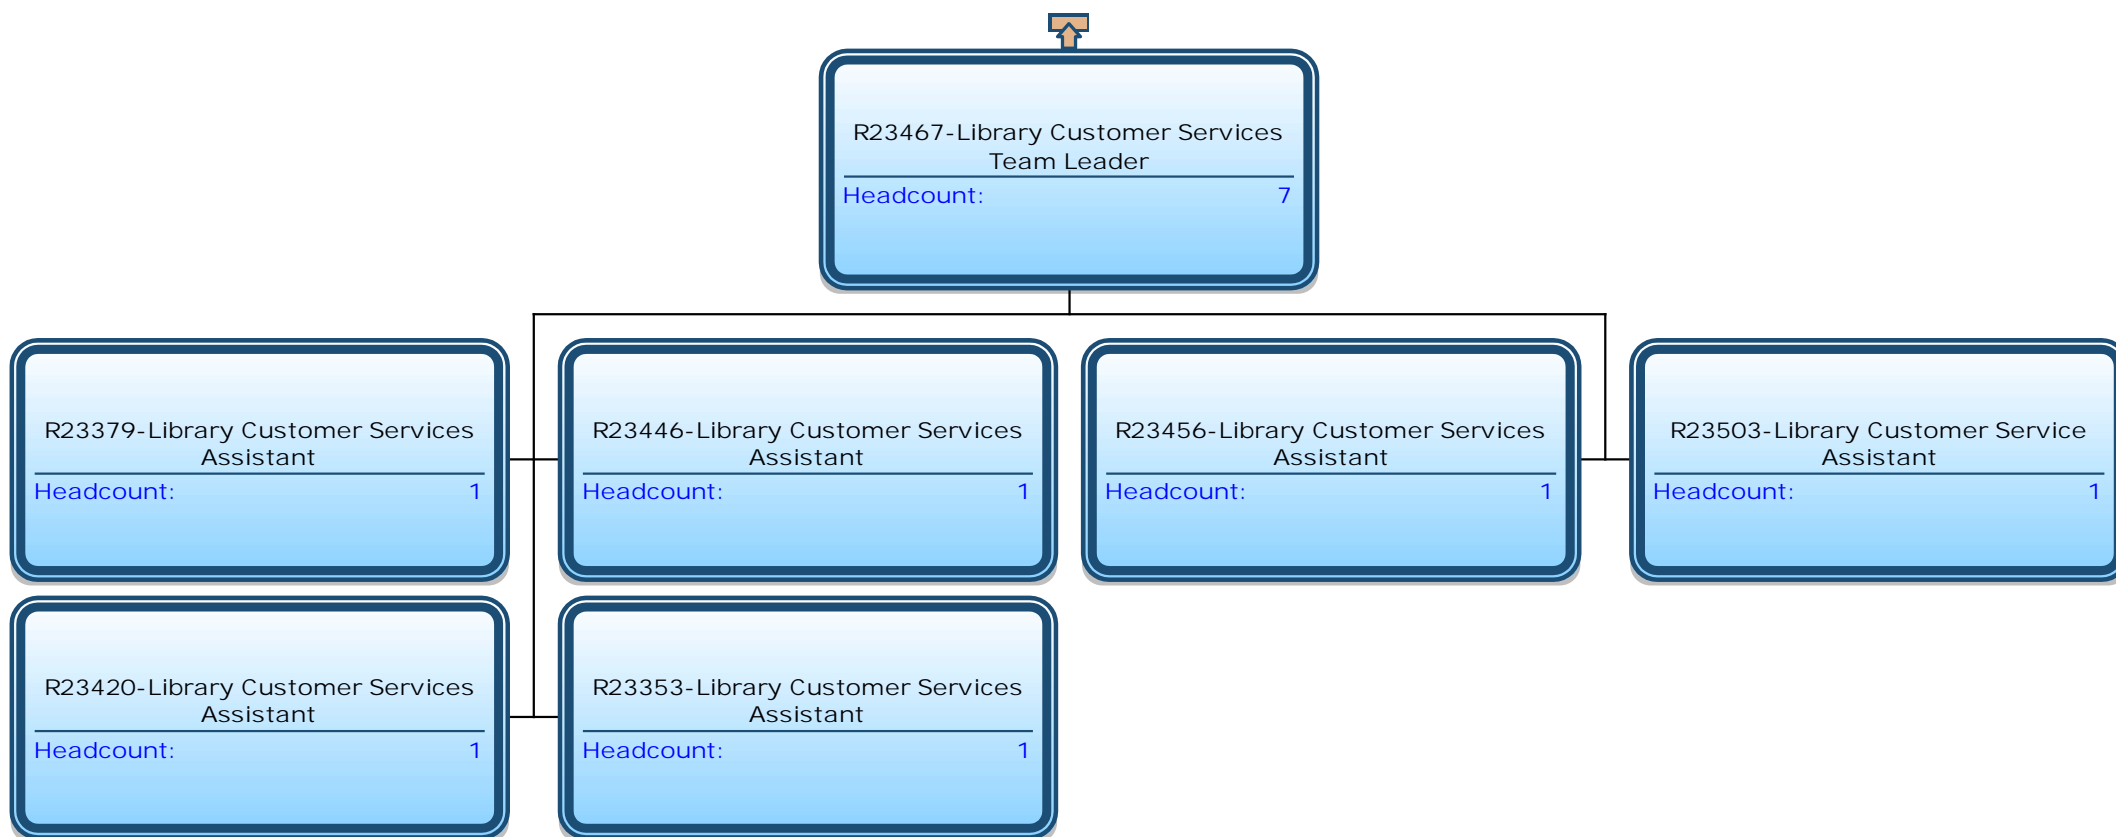 R23467-Library Customer Services
Team Leader
Headcount: 7
R23379-Library Customer Services
Assistant
Headcount: 1
R23446-Library Customer Services
Assistant
Headcount: 1
R23456-Library Customer Services
Assistant
Headcount: 1
R23503-Library Customer Service
Assistant
Headcount: 1
R23420-Library Customer Services
Assistant
Headcount: 1
R23353-Library Customer Services
Assistant
Headcount: 1